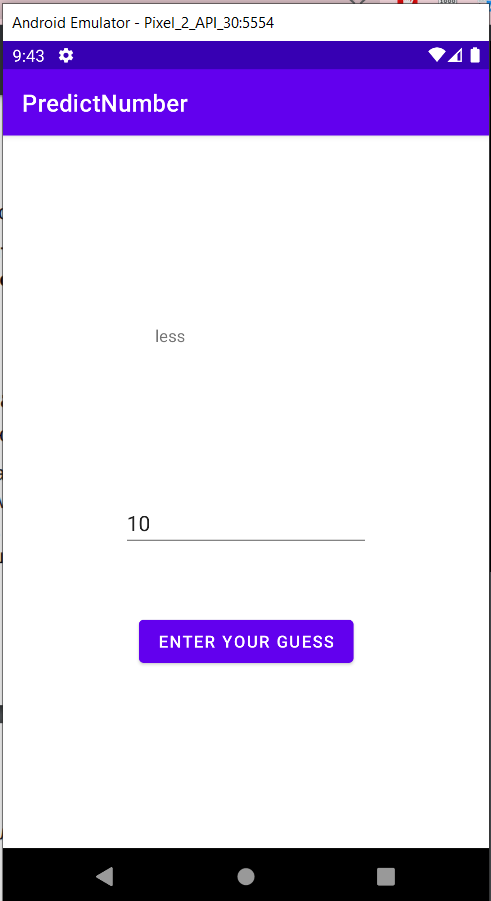 Android Emulator - Pixel_2_API_30:5554
9:43
PredictNumber
less
10
ENTER YOUR GUESS